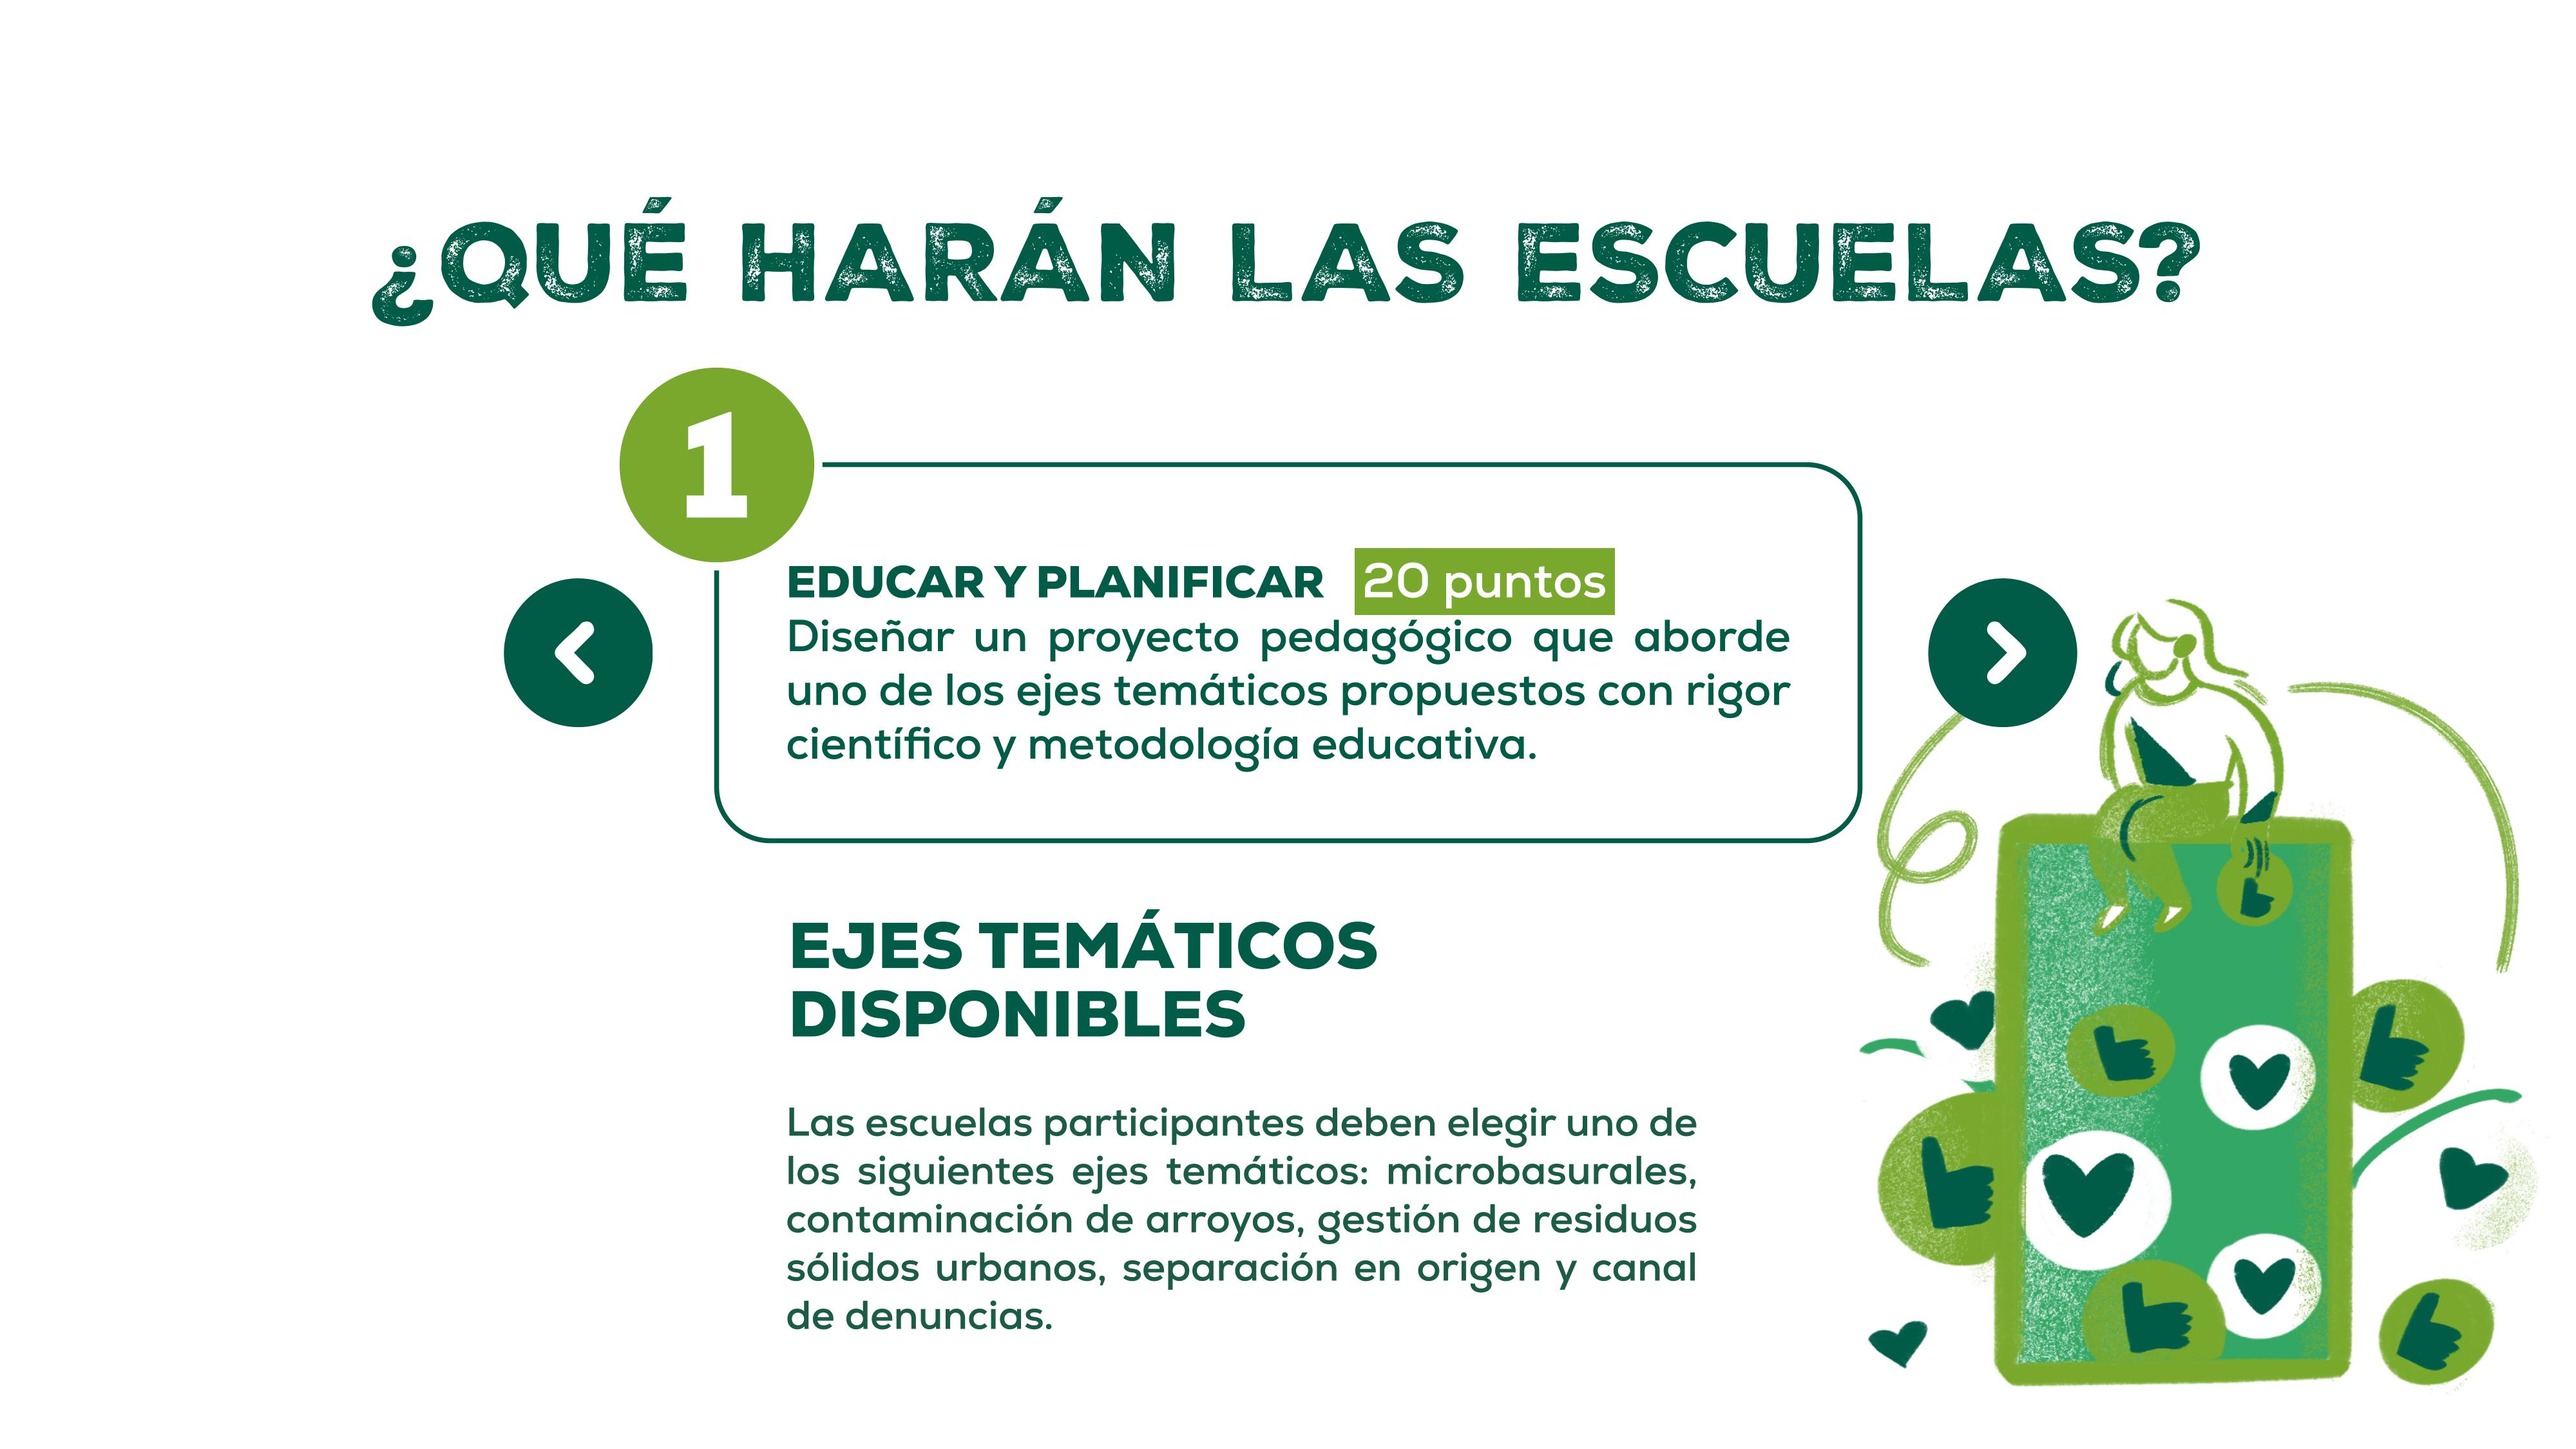 ¿QUÉ HARÁN LAS ESCUELAS?
1
EDUCAR Y PLANIFICAR 20 puntos
Diseñar un proyecto pedagógico que aborde
uno de los ejes temáticos propuestos con rigor
científico y metodología educativa.
EJES TEMÁTICOS
DISPONIBLES
Las escuelas participantes deben elegir uno de
los siguientes ejes temáticos: microbasurales,
contaminación de arroyos, gestión de residuos
sólidos urbanos, separación en origen y canal
de denuncias.